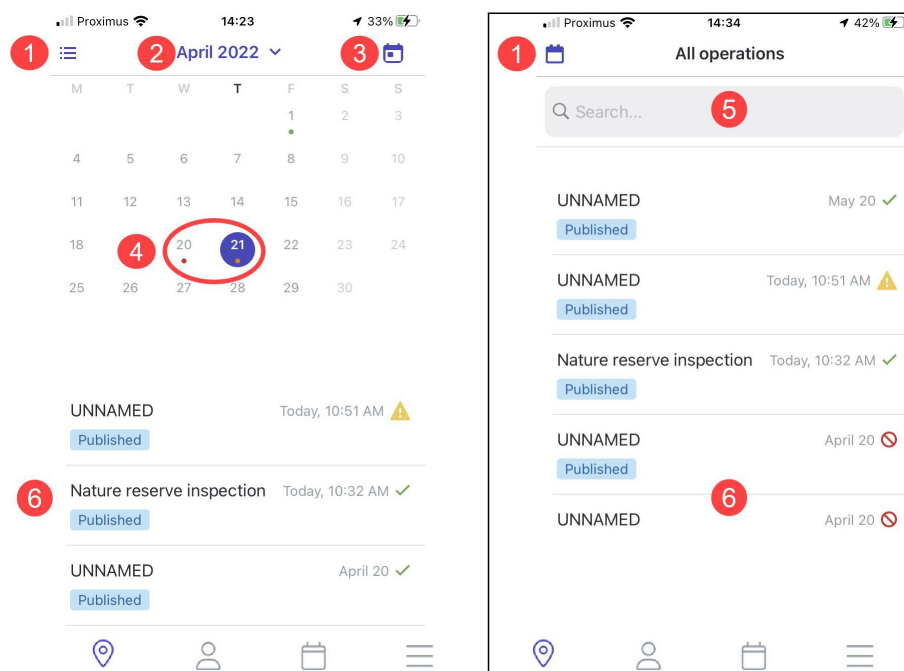 Proximus 14:23 33%
1 2 April 2022 3
M T W T F S S
1 2 3
4 5 6 7 8 9 10
11 12 13 14 15 16 17
18 4 20 21 22 23 24
25 26 27 28 29 30
UNNAMED Today, 10:51 AM
Published
6 Nature reserve inspection Today, 10:32 AM
Published
UNNAMED April 20
Published
Proximus 14:34 42%
1 All operations
Search... 5
UNNAMED May 20
Published
UNNAMED Today, 10:51 AM
Published
Nature reserve inspection Today, 10:32 AM
Published
UNNAMED April 20
Published
6
UNNAMED April 20